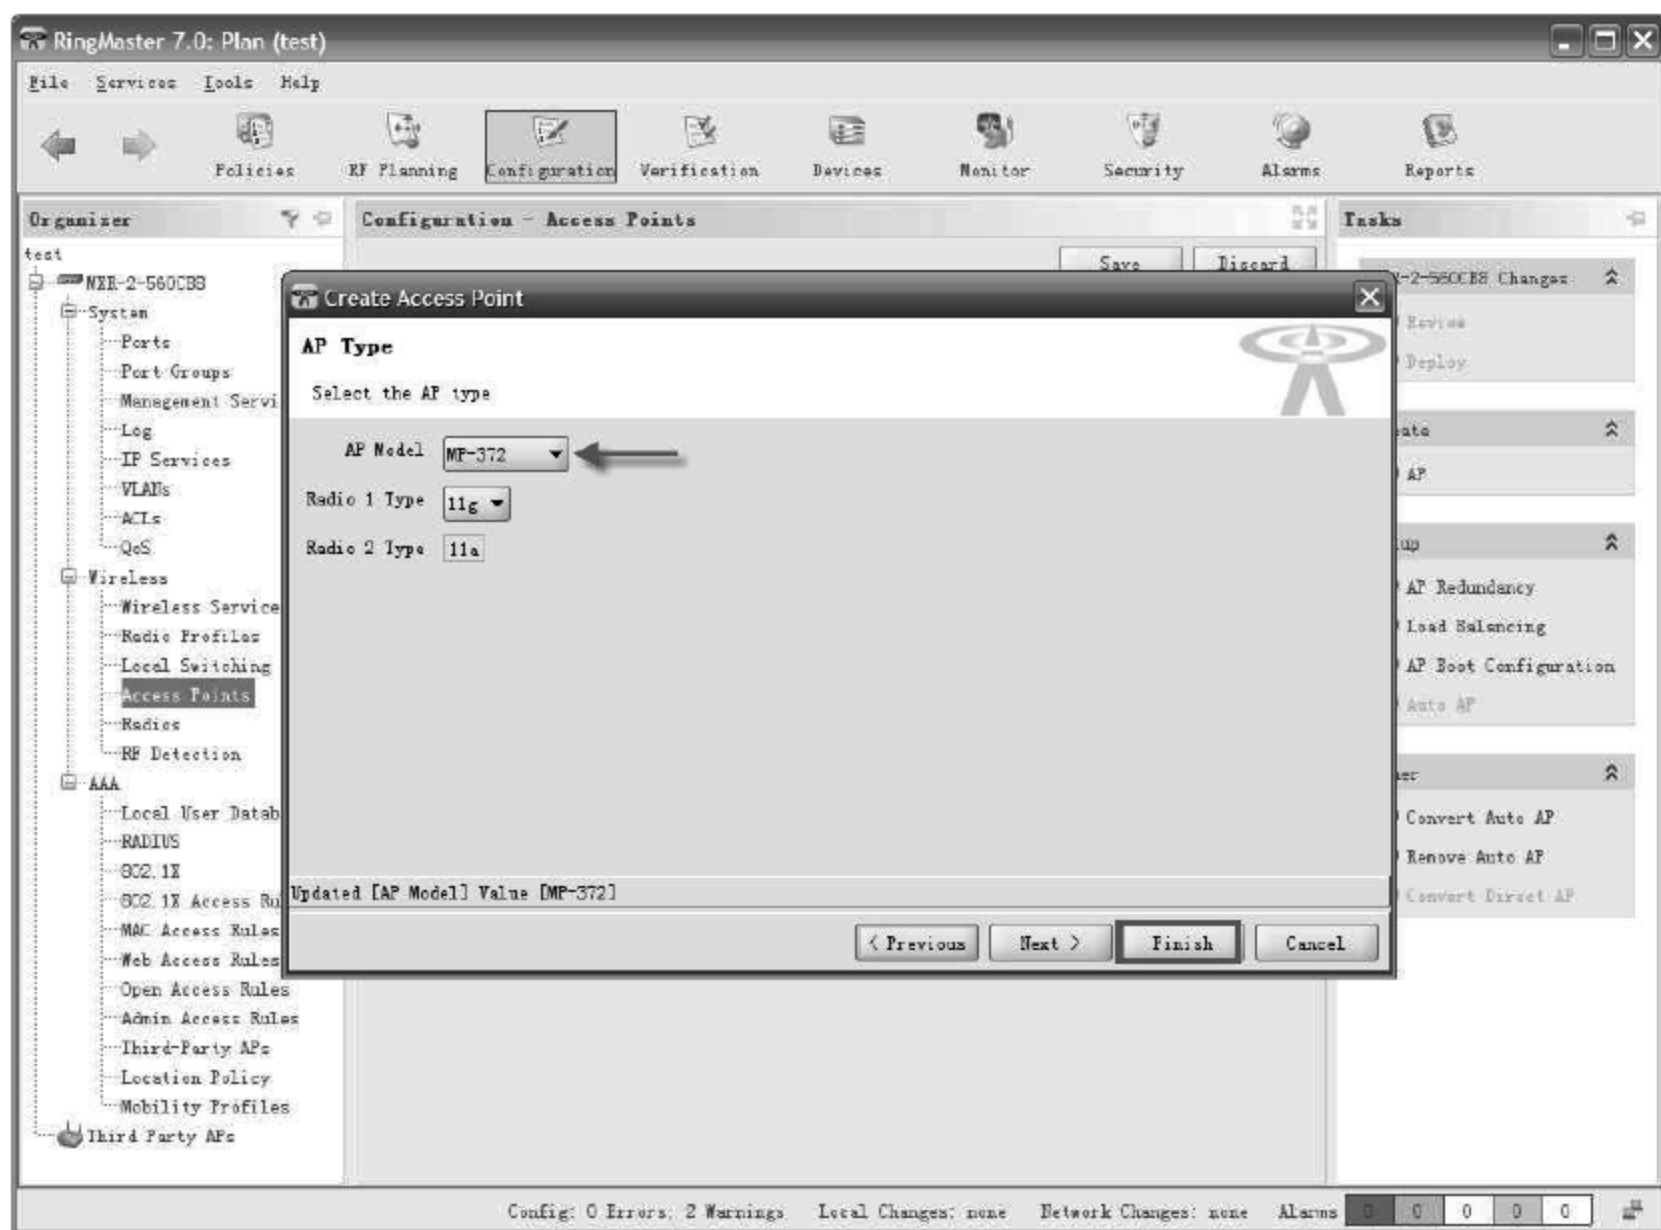 RingMaster 7.0: Plan (test)
File Services Tools Help
Policies RF Planning Configuration Verification Devices Monitor Security Alarms Reports
Organizer
Configuration - Access Points
Tasks
Save Discard
test
MXR-2-560CB8
System
Ports
Port Groups
Management Servi
Log
IP Services
VLANs
ACLs
QoS
Wireless
Wireless Service
Radio Profiles
Local Switching
Access Points
Radios
RF Detection
AAA
Local User Datab
RADIUS
802.1X
802.1X Access Ru
MAC Access Rules
Web Access Rules
Open Access Rules
Admin Access Rules
Third-Party APs
Location Policy
Mobility Profiles
Third Party APs
Create Access Point
AP Type
Select the AP type
AP Model MP-372
Radio 1 Type 11g
Radio 2 Type 11a
Updated [AP Model] Value [MP-372]
< Previous Next > Finish Cancel
-2-560CB8 Changes
Review
Deploy
ate
AP
up
AP Redundancy
Load Balancing
AP Boot Configuration
Auto AP
er
Convert Auto AP
Remove Auto AP
Convert Direct AP
Config: 0 Errors, 2 Warnings Local Changes: none Network Changes: none Alarms 0 0 0 0 0